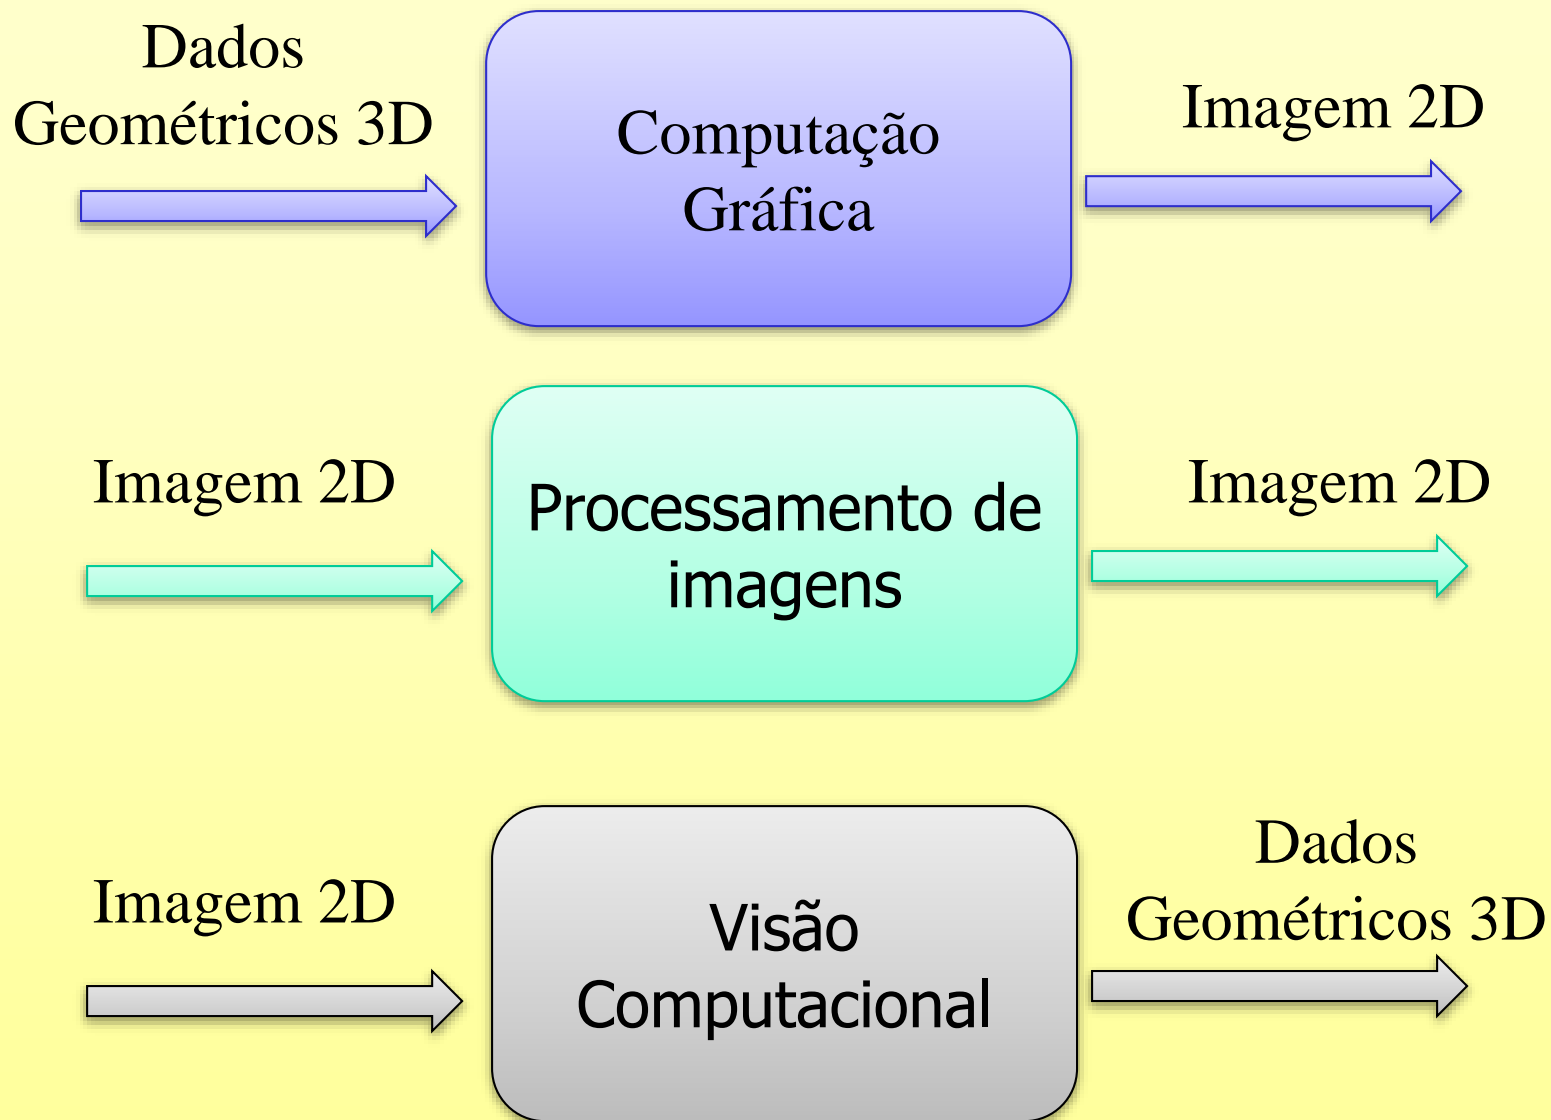 Dados
Geométricos 3D
Computação
Gráfica
Imagem 2D
Imagem 2D
Processamento de
imagens
Imagem 2D
Imagem 2D
Visão
Computacional
Dados
Geométricos 3D